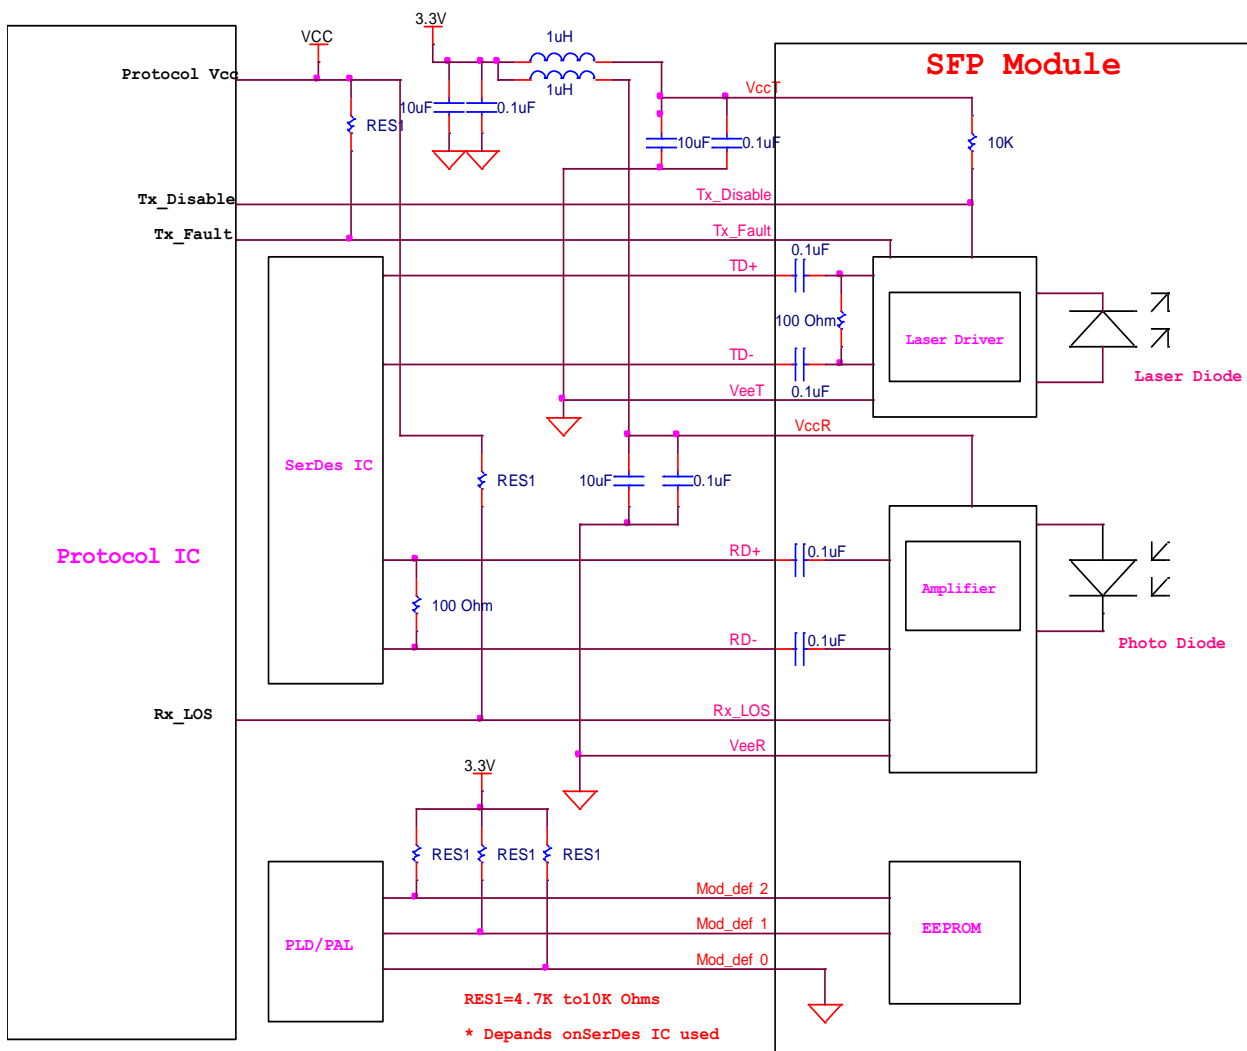 3.3V
VCC
1uH
SFP Module
Protocol Vcc
1uH
VccT
10uF
0.1uF
RES1
10uF
0.1uF
10K
Tx_Disable
Tx_Disable
Tx_Fault
Tx_Fault
0.1uF
TD+
100 Ohm
Laser Driver
TD-
Laser Diode
VeeT
0.1uF
VccR
SerDes IC
RES1
10uF
0.1uF
Protocol IC
RD+
0.1uF
Amplifier
100 Ohm
RD-
0.1uF
Photo Diode
Rx_LOS
Rx_LOS
VeeR
3.3V
RES1
RES1
RES1
Mod_def 2
Mod_def 1
EEPROM
PLD/PAL
Mod_def 0
RES1=4.7K to10K Ohms
* Depands onSerDes IC used